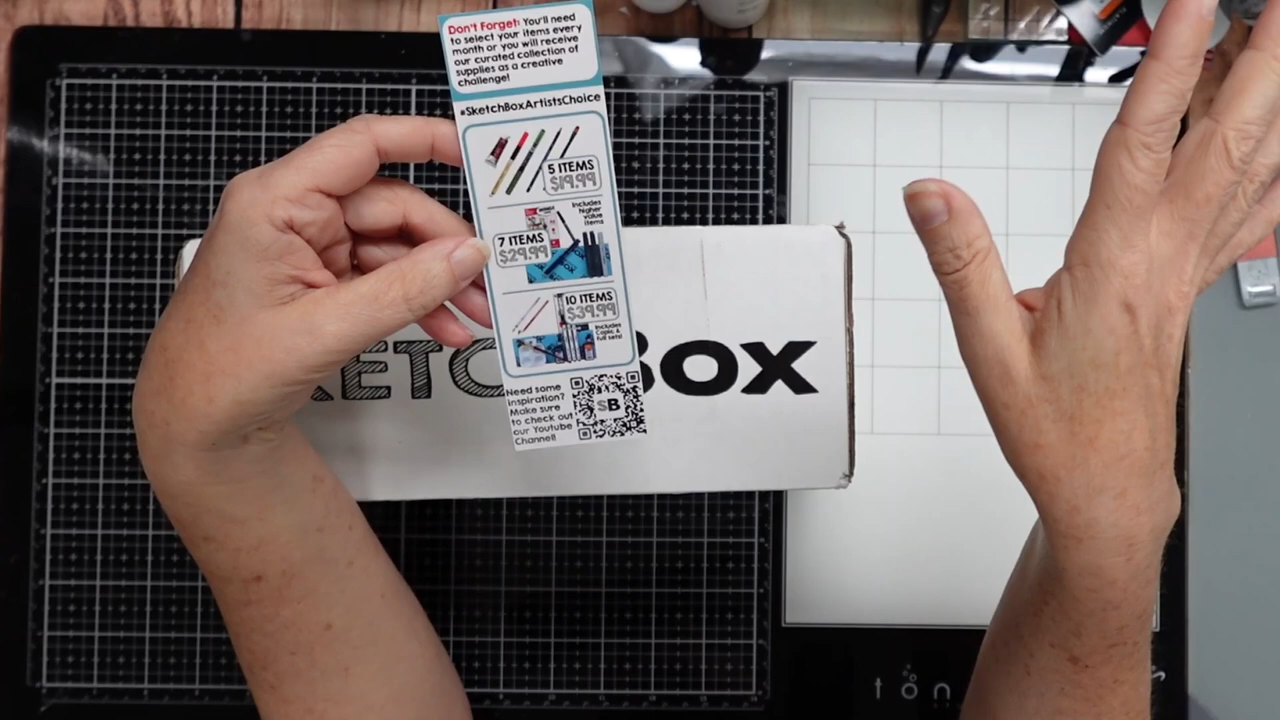 Don't Forget: You'll need
to select your items every
month or you will receive
our curated collection of
supplies as a creative
challenge!
#SketchBoxArtistsChoice
5 ITEMS
$19.99
Includes
higher
value
items
7 ITEMS
$29.99
10 ITEMS
$39.99
Includes
Copic &
full sets!
Need some
inspiration?
Make sure
to check out
our Youtube
Channel!
$B
KETC
BOX
ton